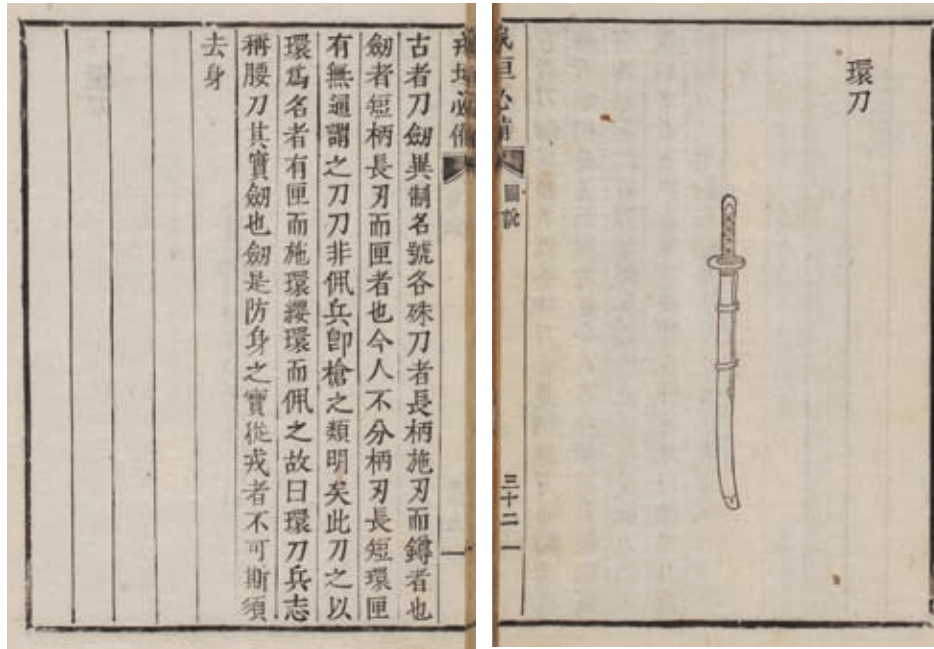 環刀
戎垣必備
圖說
三十二
戎垣必備
古者刀劒異制名號各殊刀者長柄施刃而鐏者也
劒者短柄長刃而匣者也今人不分柄刃長短環匣
有無通謂之刀刀非佩兵卽槍之類明矣此刀之以
環爲名者有匣而施環纓環而佩之故曰環刀兵志
稱腰刀其實劒也劒是防身之寶從戎者不可斯須
去身